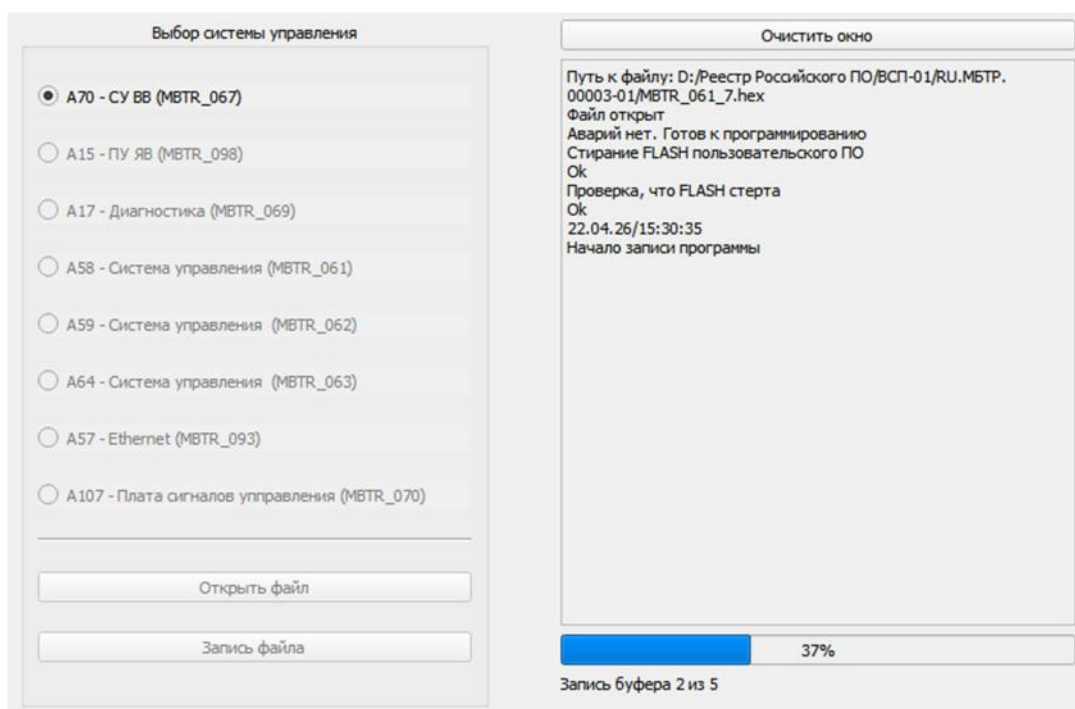 Выбор системы управления
А70 - СУ ВВ (MBTR_067)
А15 - ПУ ЯВ (MBTR_098)
А17 - Диагностика (MBTR_069)
А58 - Система управления (MBTR_061)
А59 - Система управления (MBTR_062)
А64 - Система управления (MBTR_063)
А57 - Ethernet (MBTR_093)
А107 - Плата сигналов упправления (MBTR_070)
Открыть файл
Запись файла
Очистить окно
Путь к файлу: D:/Реестр Российского ПО/ВСП-01/RU.МБТР.
00003-01/MBTR_061_7.hex
Файл открыт
Аварий нет. Готов к программированию
Стирание FLASH пользовательского ПО
Ok
Проверка, что FLASH стерта
Ok
22.04.26/15:30:35
Начало записи программы
37%
Запись буфера 2 из 5